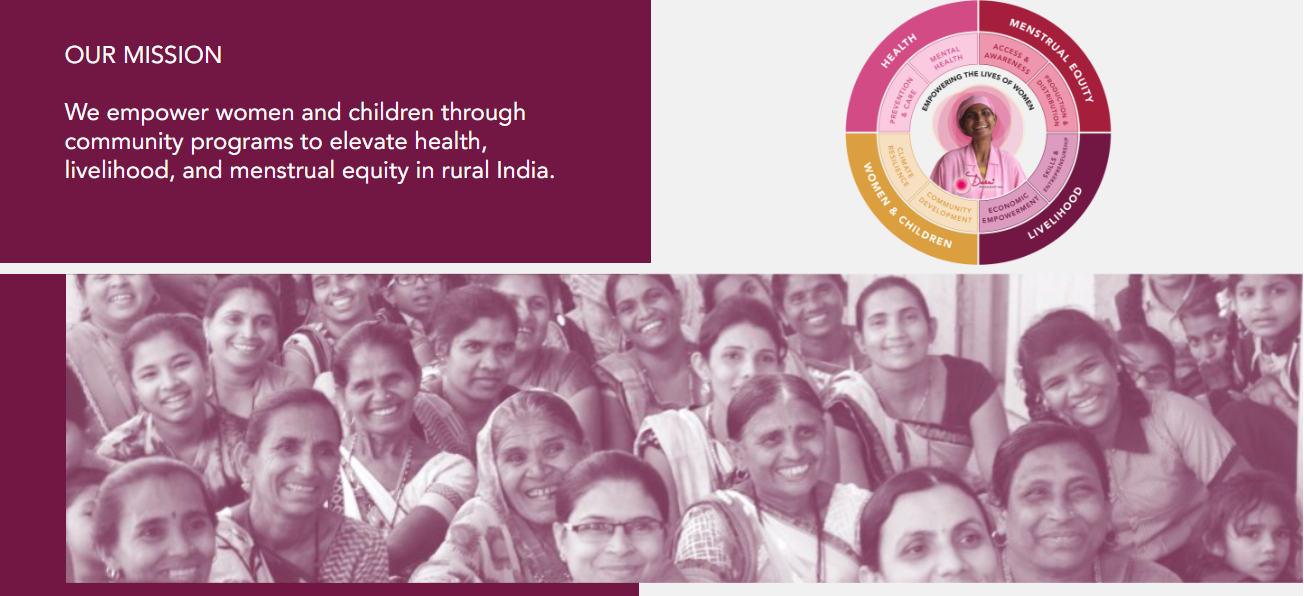 OUR MISSION
We empower women and children through
community programs to elevate health,
livelihood, and menstrual equity in rural India.
HEALTH
MENSTRUAL EQUITY
MENTAL
HEALTH
ACCESS &
AWARENESS
PREVENTION
& CARE
PRODUCTION &
DISTRIBUTION
EMPOWERING THE LIVES OF WOMEN
CLIMATE
RESILIENCE
SKILLS &
ENTREPRENEURSHIP
COMMUNITY
DEVELOPMENT
ECONOMIC
EMPOWERMENT
WOMEN & CHILDREN
LIVELIHOOD